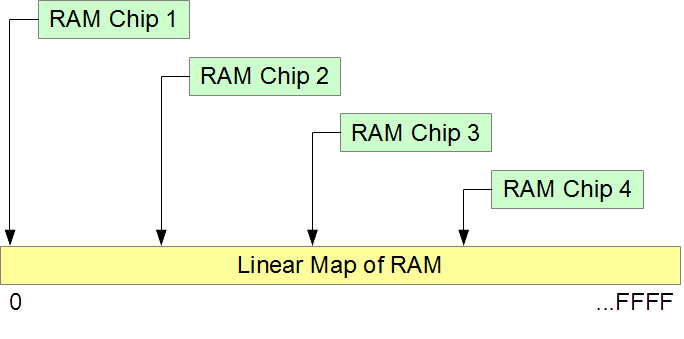 RAM Chip 1
RAM Chip 2
RAM Chip 3
RAM Chip 4
Linear Map of RAM
0 ...FFFF